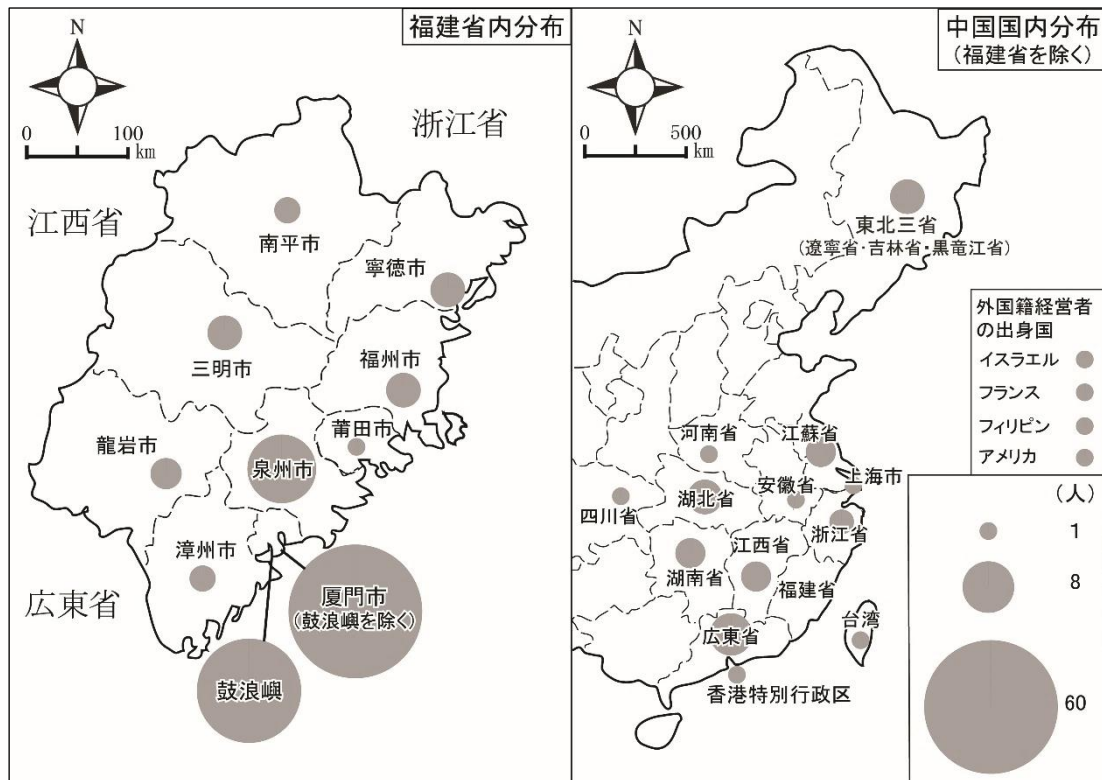 福建省内分布
N
0 100
km
浙江省
江西省
南平市
寧徳市
三明市
福州市
莆田市
龍岩市
泉州市
漳州市
広東省
厦門市
(鼓浪嶼を除く)
鼓浪嶼
中国国内分布
(福建省を除く)
N
0 500
km
東北三省
(遼寧省・吉林省・黒竜江省)
外国籍経営者
の出身国
イスラエル
フランス
フィリピン
アメリカ
河南省
江蘇省
上海市
安徽省
湖北省
四川省
浙江省
江西省
湖南省
福建省
台湾
広東省
香港特別行政区
(人)
1
8
60